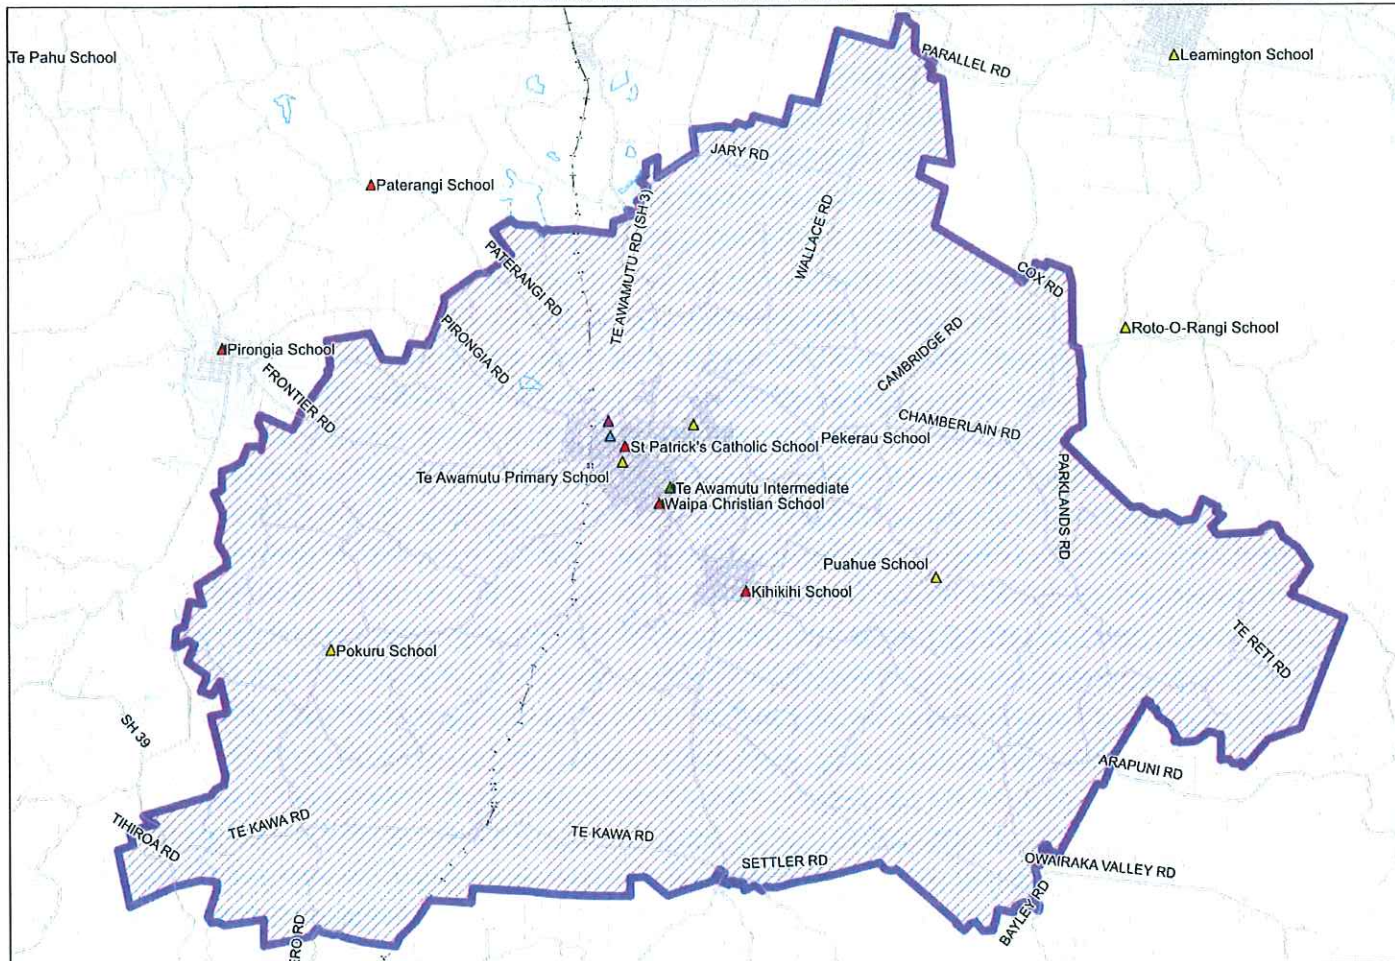 Te Pahu School
PARALLEL RD
Leamington School
JARY RD
Paterangi School
TE AWAMUTU RD (SH 3)
WALLACE RD
PATERANGI RD
COX RD
PIRONGIA RD
Roto-O-Rangi School
Pirongia School
CAMBRIDGE RD
FRONTIER RD
CHAMBERLAIN RD
Pekerau School
St Patrick's Catholic School
Te Awamutu Primary School
PARKLANDS RD
Te Awamutu Intermediate
Waipa Christian School
Puahue School
Kihikihi School
Pokuru School
TE RETI RD
SH 39
ARAPUNI RD
TIHIROA RD
TE KAWA RD
TE KAWA RD
SETTLER RD
OWAIRAKA VALLEY RD
BAYLEY RD
RO RD